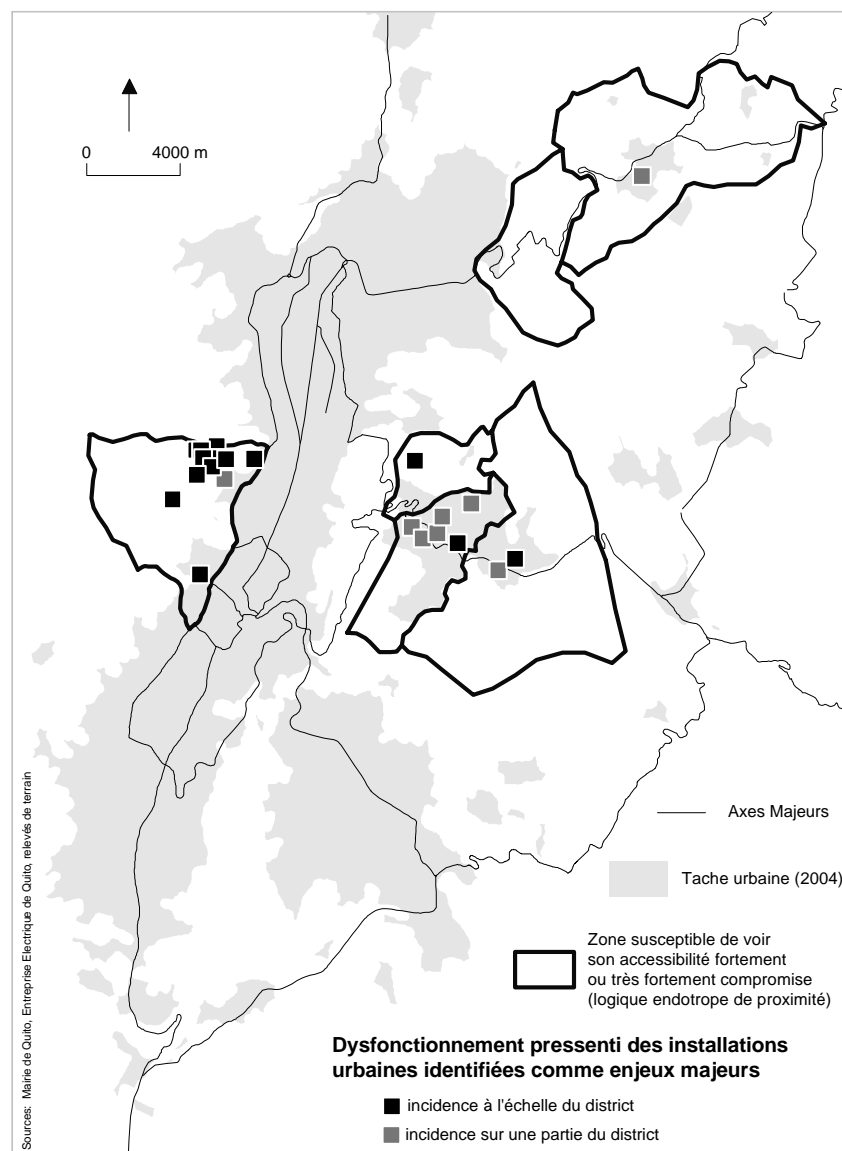 0 4000 m
Axes Majeurs
Tache urbaine (2004)
Zone susceptible de voir
son accessibilité fortement
ou très fortement compromise
(logique endotrope de proximité)
Dysfonctionnement pressenti des installations
urbaines identifiées comme enjeux majeurs
incidence à l'échelle du district
incidence sur une partie du district
Sources: Mairie de Quito, Entreprise Electrique de Quito, relevés de terrain